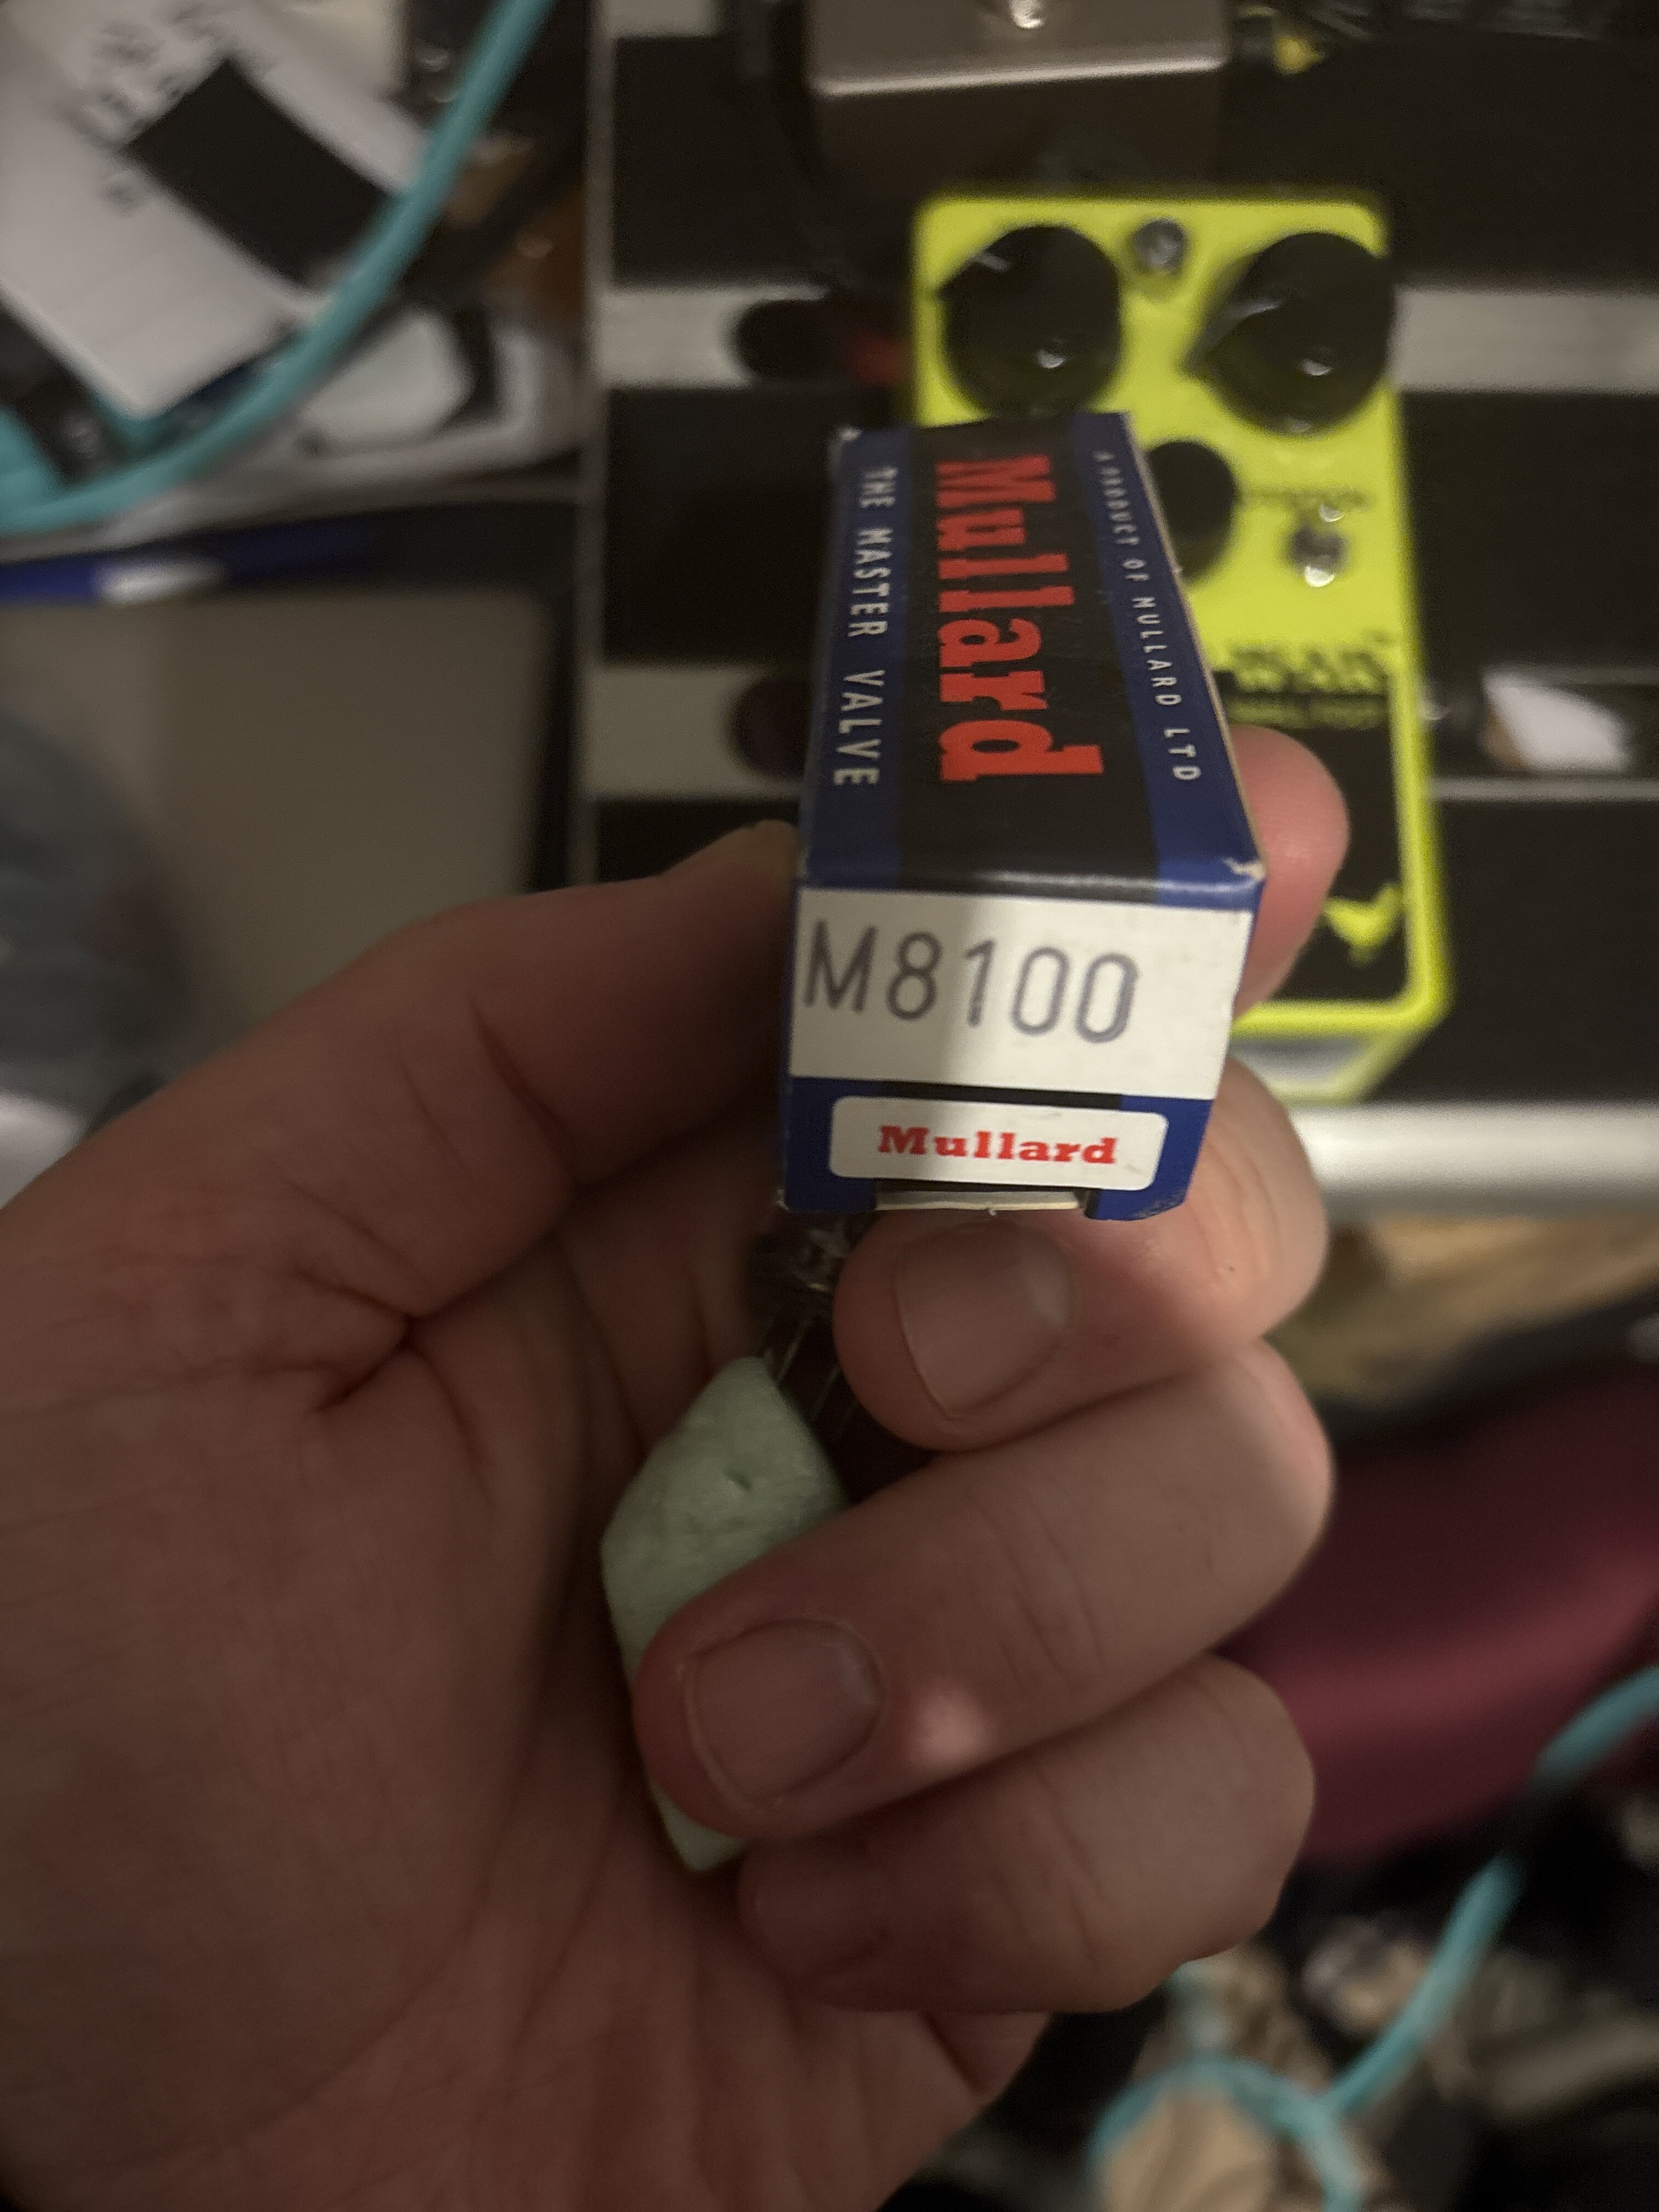 A PRODUCT OF MULLARD LTD
Mullard
THE MASTER VALVE
M8100
Mullard